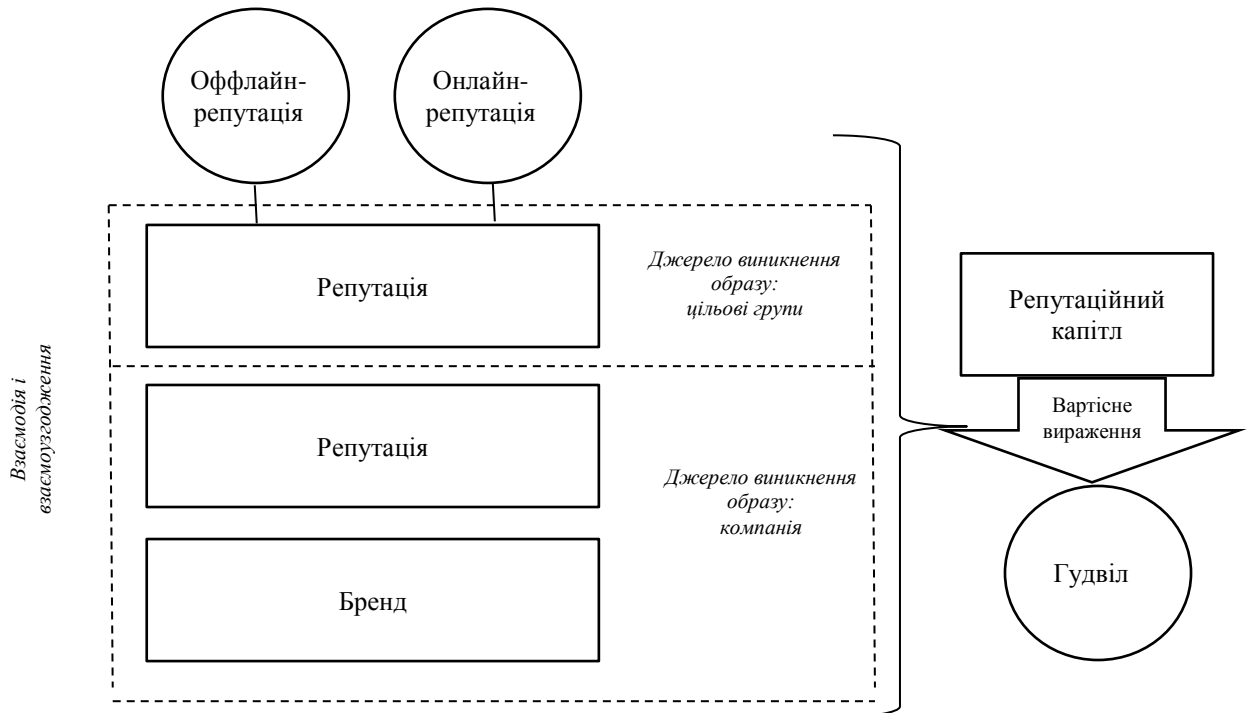 Оффлайн-
репутація
Онлайн-
репутація
Репутація
Джерело виникнення
образу:
цільові групи
Репутаційний
капітл
Взаємодія і
взаємоузгодження
Репутація
Вартісне
вираження
Джерело виникнення
образу:
компанія
Бренд
Гудвіл